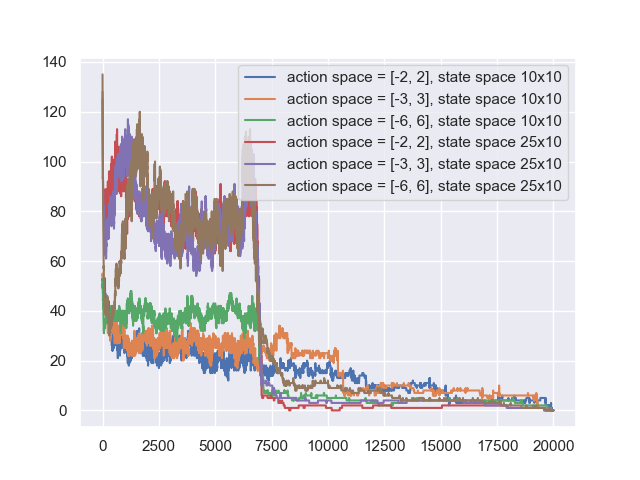 140
120
100
80
60
40
20
0
action space = [-2, 2], state space 10x10
action space = [-3, 3], state space 10x10
action space = [-6, 6], state space 10x10
action space = [-2, 2], state space 25x10
action space = [-3, 3], state space 25x10
action space = [-6, 6], state space 25x10
0 2500 5000 7500 10000 12500 15000 17500 20000